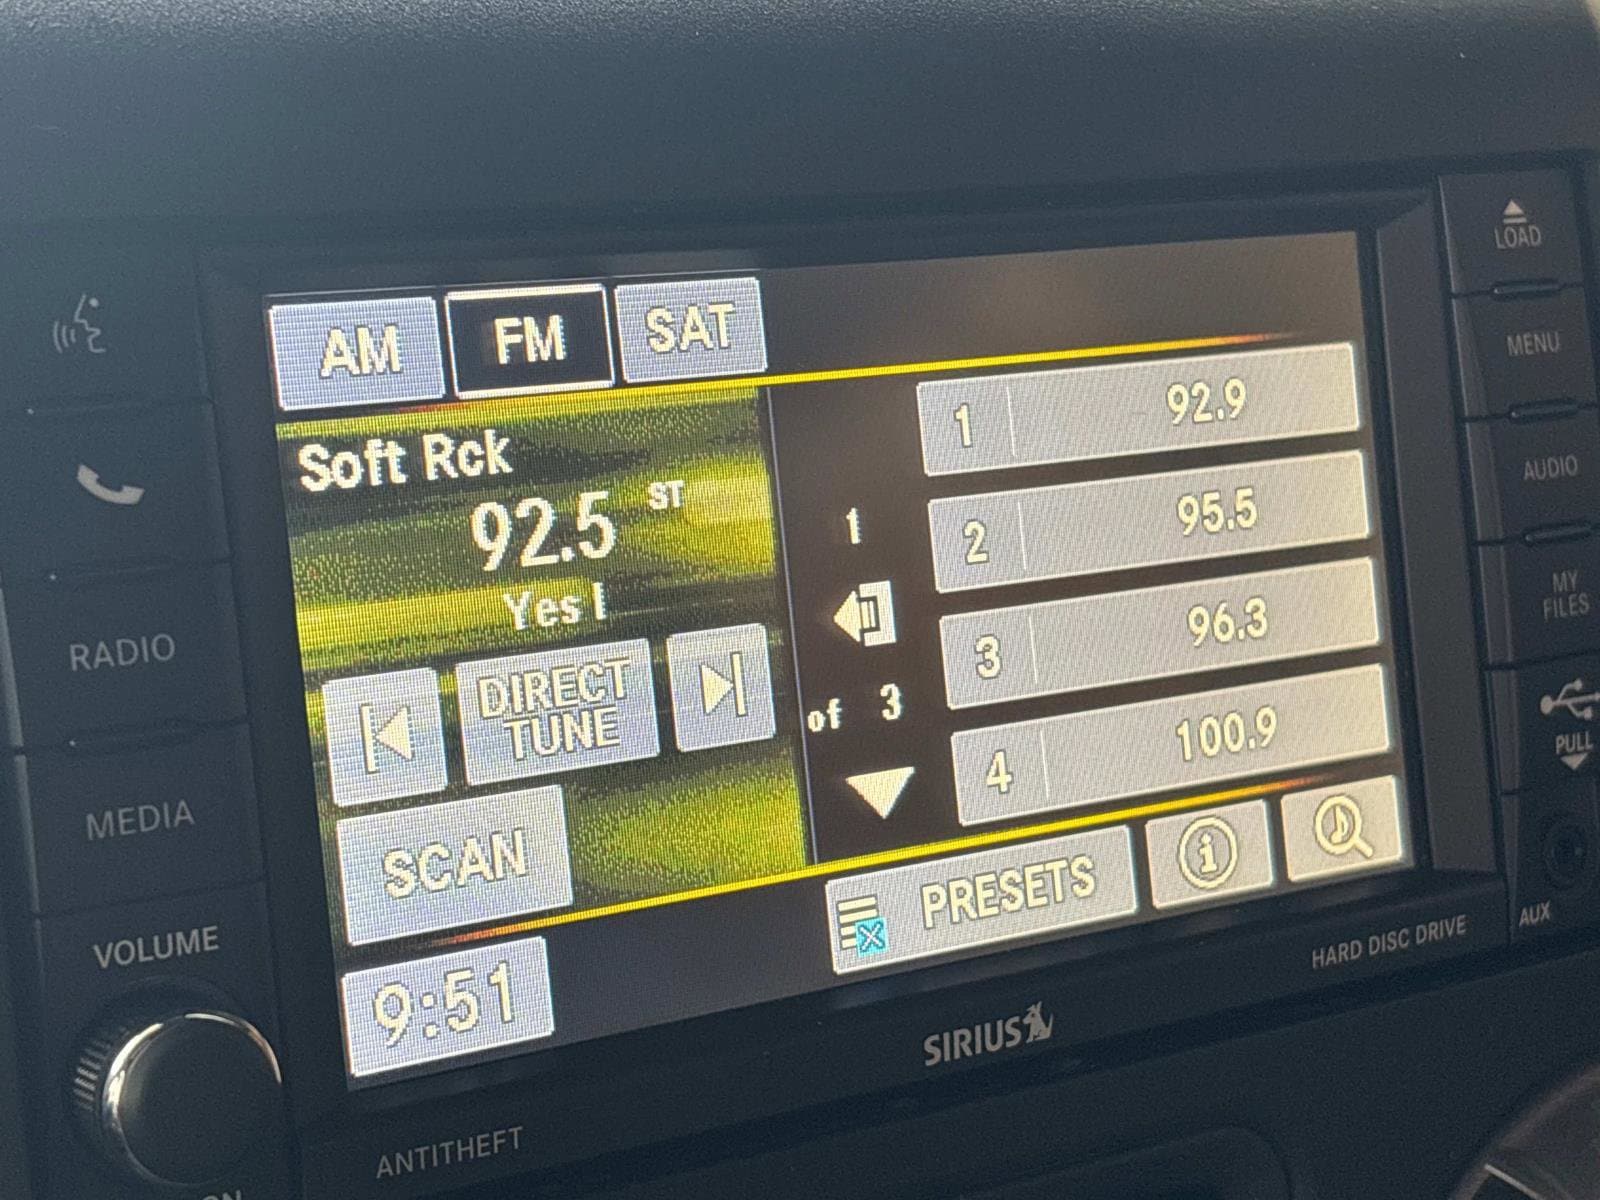 AM FM SAT
Soft Rck
92.5 ST
Yes I
DIRECT
TUNE
SCAN
9:51
1
of 3
1 92.9
2 95.5
3 96.3
4 100.9
PRESETS
i
RADIO
MEDIA
VOLUME
LOAD
MENU
AUDIO
MY
FILES
PULL
AUX
HARD DISC DRIVE
SIRIUS
ANTITHEFT